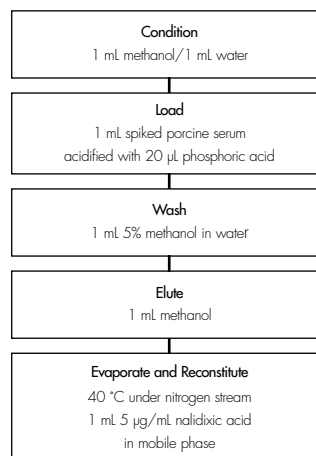 Condition
1 mL methanol/1 mL water
Load
1 mL spiked porcine serum
acidified with 20 µL phosphoric acid
Wash
1 mL 5% methanol in water
Elute
1 mL methanol
Evaporate and Reconstitute
40 °C under nitrogen stream
1 mL 5 µg/mL nalidixic acid
in mobile phase